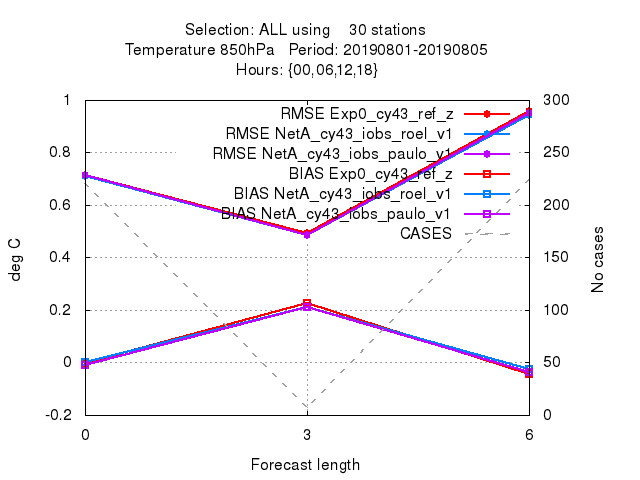 Selection: ALL using 30 stations
Temperature 850hPa Period: 20190801-20190805
Hours: {00,06,12,18}
1
0.8
0.6
0.4
0.2
0
-0.2
300
250
200
150
100
50
0
RMSE Exp0_cy43_ref_z
RMSE NetA_cy43_iobs_roel_v1
RMSE NetA_cy43_iobs_paulo_v1
BIAS Exp0_cy43_ref_z
BIAS NetA_cy43_iobs_roel_v1
BIAS NetA_cy43_iobs_paulo_v1
CASES
deg C
No cases
0 3 6
Forecast length